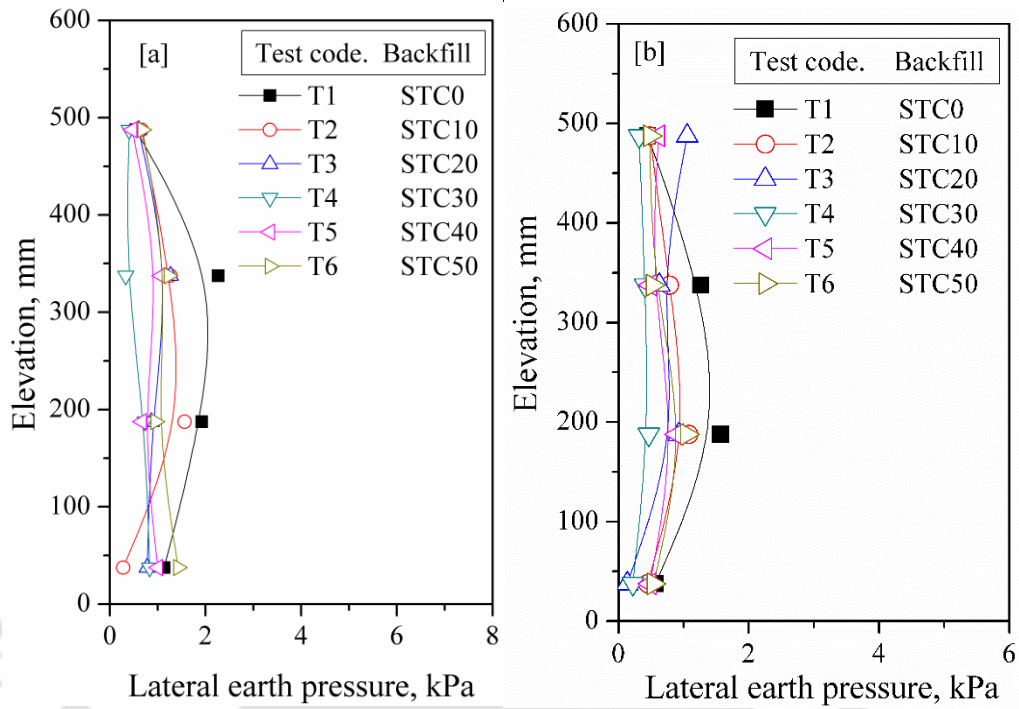 [a]
Test code. Backfill
T1 STC0
T2 STC10
T3 STC20
T4 STC30
T5 STC40
T6 STC50
600
500
400
300
200
100
0
Elevation, mm
0 2 4 6 8
Lateral earth pressure, kPa
[b]
Test code. Backfill
T1 STC0
T2 STC10
T3 STC20
T4 STC30
T5 STC40
T6 STC50
600
500
400
300
200
100
0
Elevation, mm
0 2 4 6
Lateral earth pressure, kPa